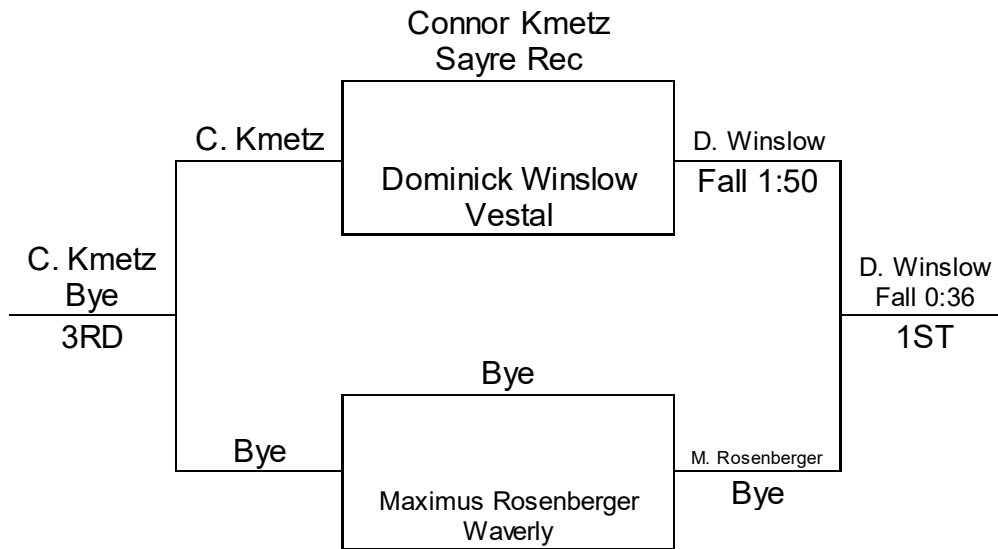 Connor Kmetz
Sayre Rec
C. Kmetz
D. Winslow
Dominick Winslow
Vestal
Fall 1:50
C. Kmetz
Bye
3RD
D. Winslow
Fall 0:36
1ST
Bye
Bye
M. Rosenberger
Bye
Maximus Rosenberger
Waverly